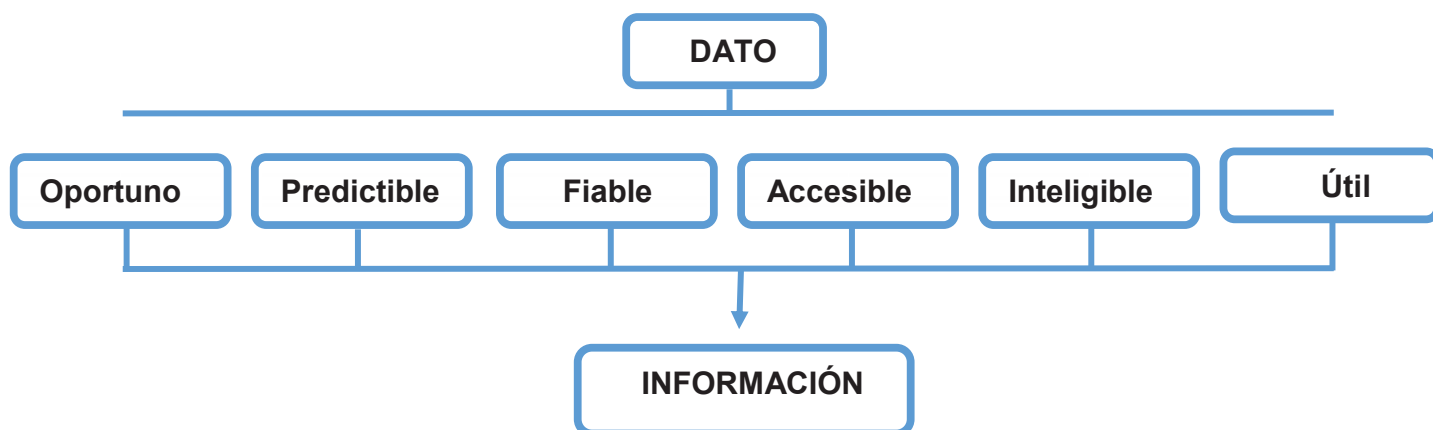 DATO
Oportuno
Predictible
Fiable
Accesible
Inteligible
Útil
INFORMACIÓN